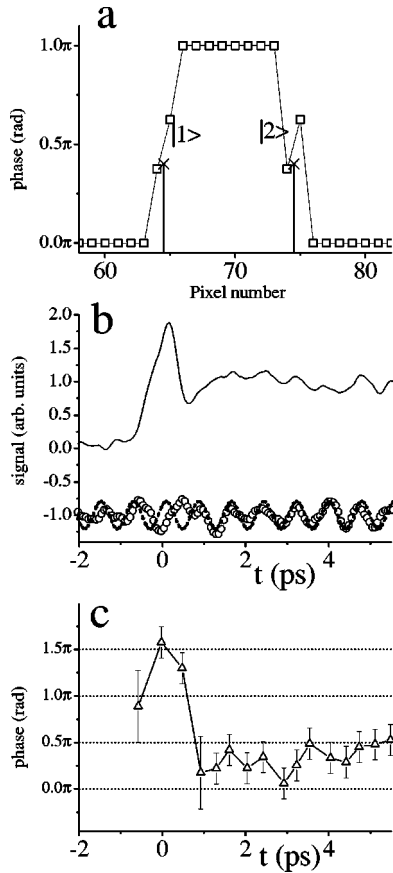 a
phase (rad)
1.0π
0.5π
0.0π
|1>
|2>
60
70
80
Pixel number
b
signal (arb. units)
2.0
1.5
1.0
0.5
0.0
-0.5
-1.0
-2
0
2
4
t (ps)
c
phase (rad)
1.5π
1.0π
0.5π
0.0π
-2
0
2
4
t (ps)